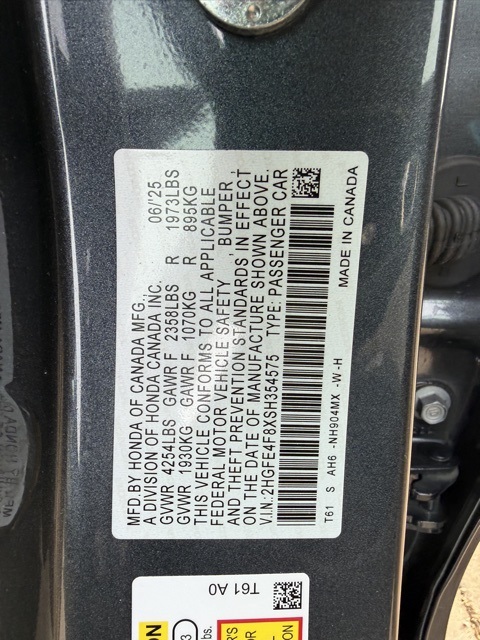 MFD.BY HONDA OF CANADA MFG., 06/'25
A DIVISION OF HONDA CANADA INC.
GVWR 4254LBS GAWR F 2358LBS R 1973LBS
GVWR 1930KG GAWR F 1070KG R 895KG
THIS VEHICLE CONFORMS TO ALL APPLICABLE
FEDERAL MOTOR VEHICLE SAFETY, BUMPER,
AND THEFT PREVENTION STANDARDS IN EFFECT
ON THE DATE OF MANUFACTURE SHOWN ABOVE.
V.I.N.:2HGFE4F8XSH354575 TYPE: PASSENGER CAR
T61 S AH6 -NH904MX -W-H MADE IN CANADA
T61 A0
3